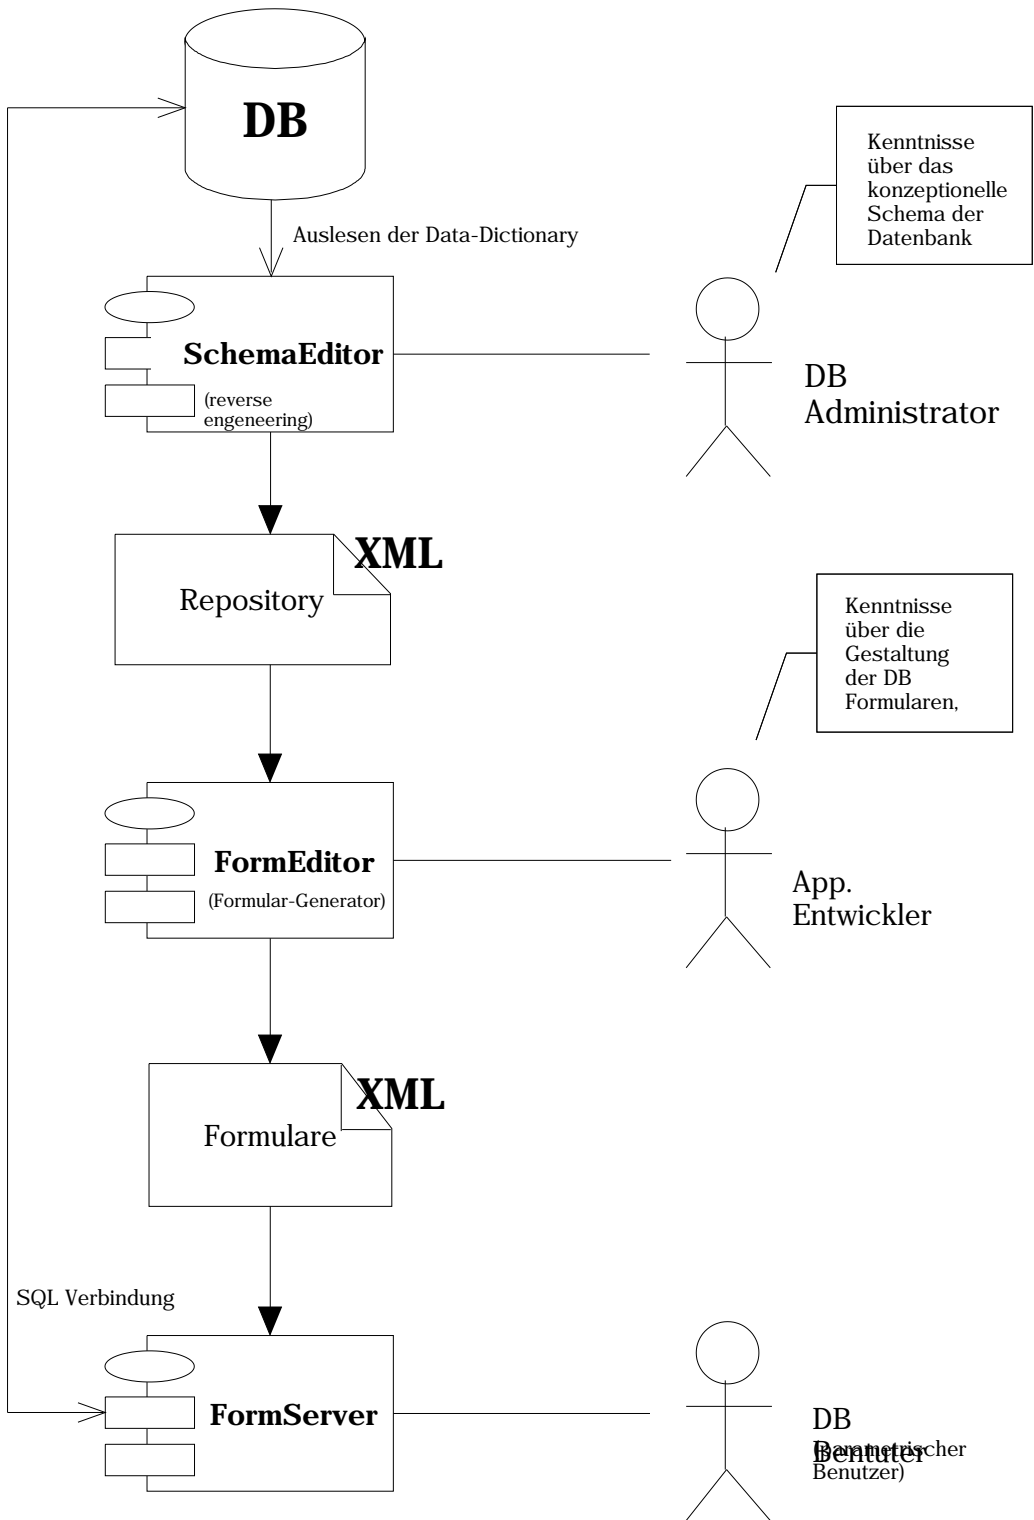 DB
Kenntnisse
über das
konzeptionelle
Schema der
Datenbank
Auslesen der Data-Dictionary
SchemaEditor
(reverse
engeneering)
DB
Administrator
XML
Repository
Kenntnisse
über die
Gestaltung
der DB
Formularen,
FormEditor
(Formular-Generator)
App.
Entwickler
XML
Formulare
SQL Verbindung
FormServer
DB
(parametrischer
Benutzer)